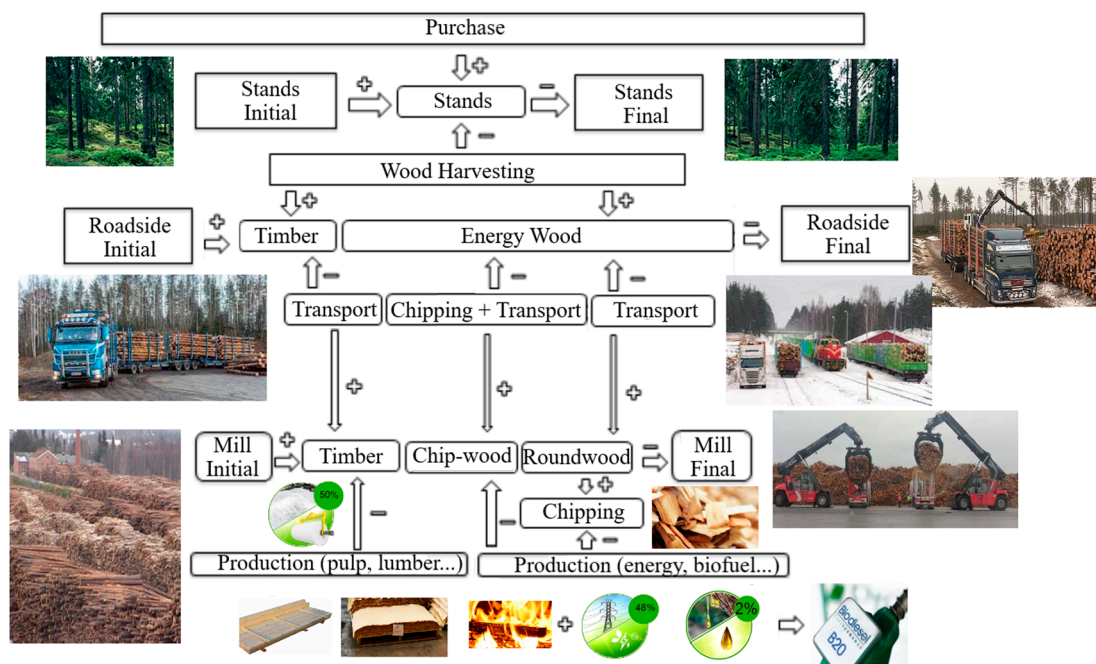 Purchase
+
Stands
Initial
+
Stands
−
Stands
Final
−
Wood Harvesting
+
+
Roadside
Initial
+
Timber
Energy Wood
−
Roadside
Final
−
−
−
Transport
Chipping + Transport
Transport
+
+
+
Mill
Initial
+
Timber
Chip-wood
Roundwood
−
Mill
Final
50%
+
−
−
Chipping
−
Production (pulp, lumber...)
Production (energy, biofuel...)
+
48%
2%
Biodiesel
B20